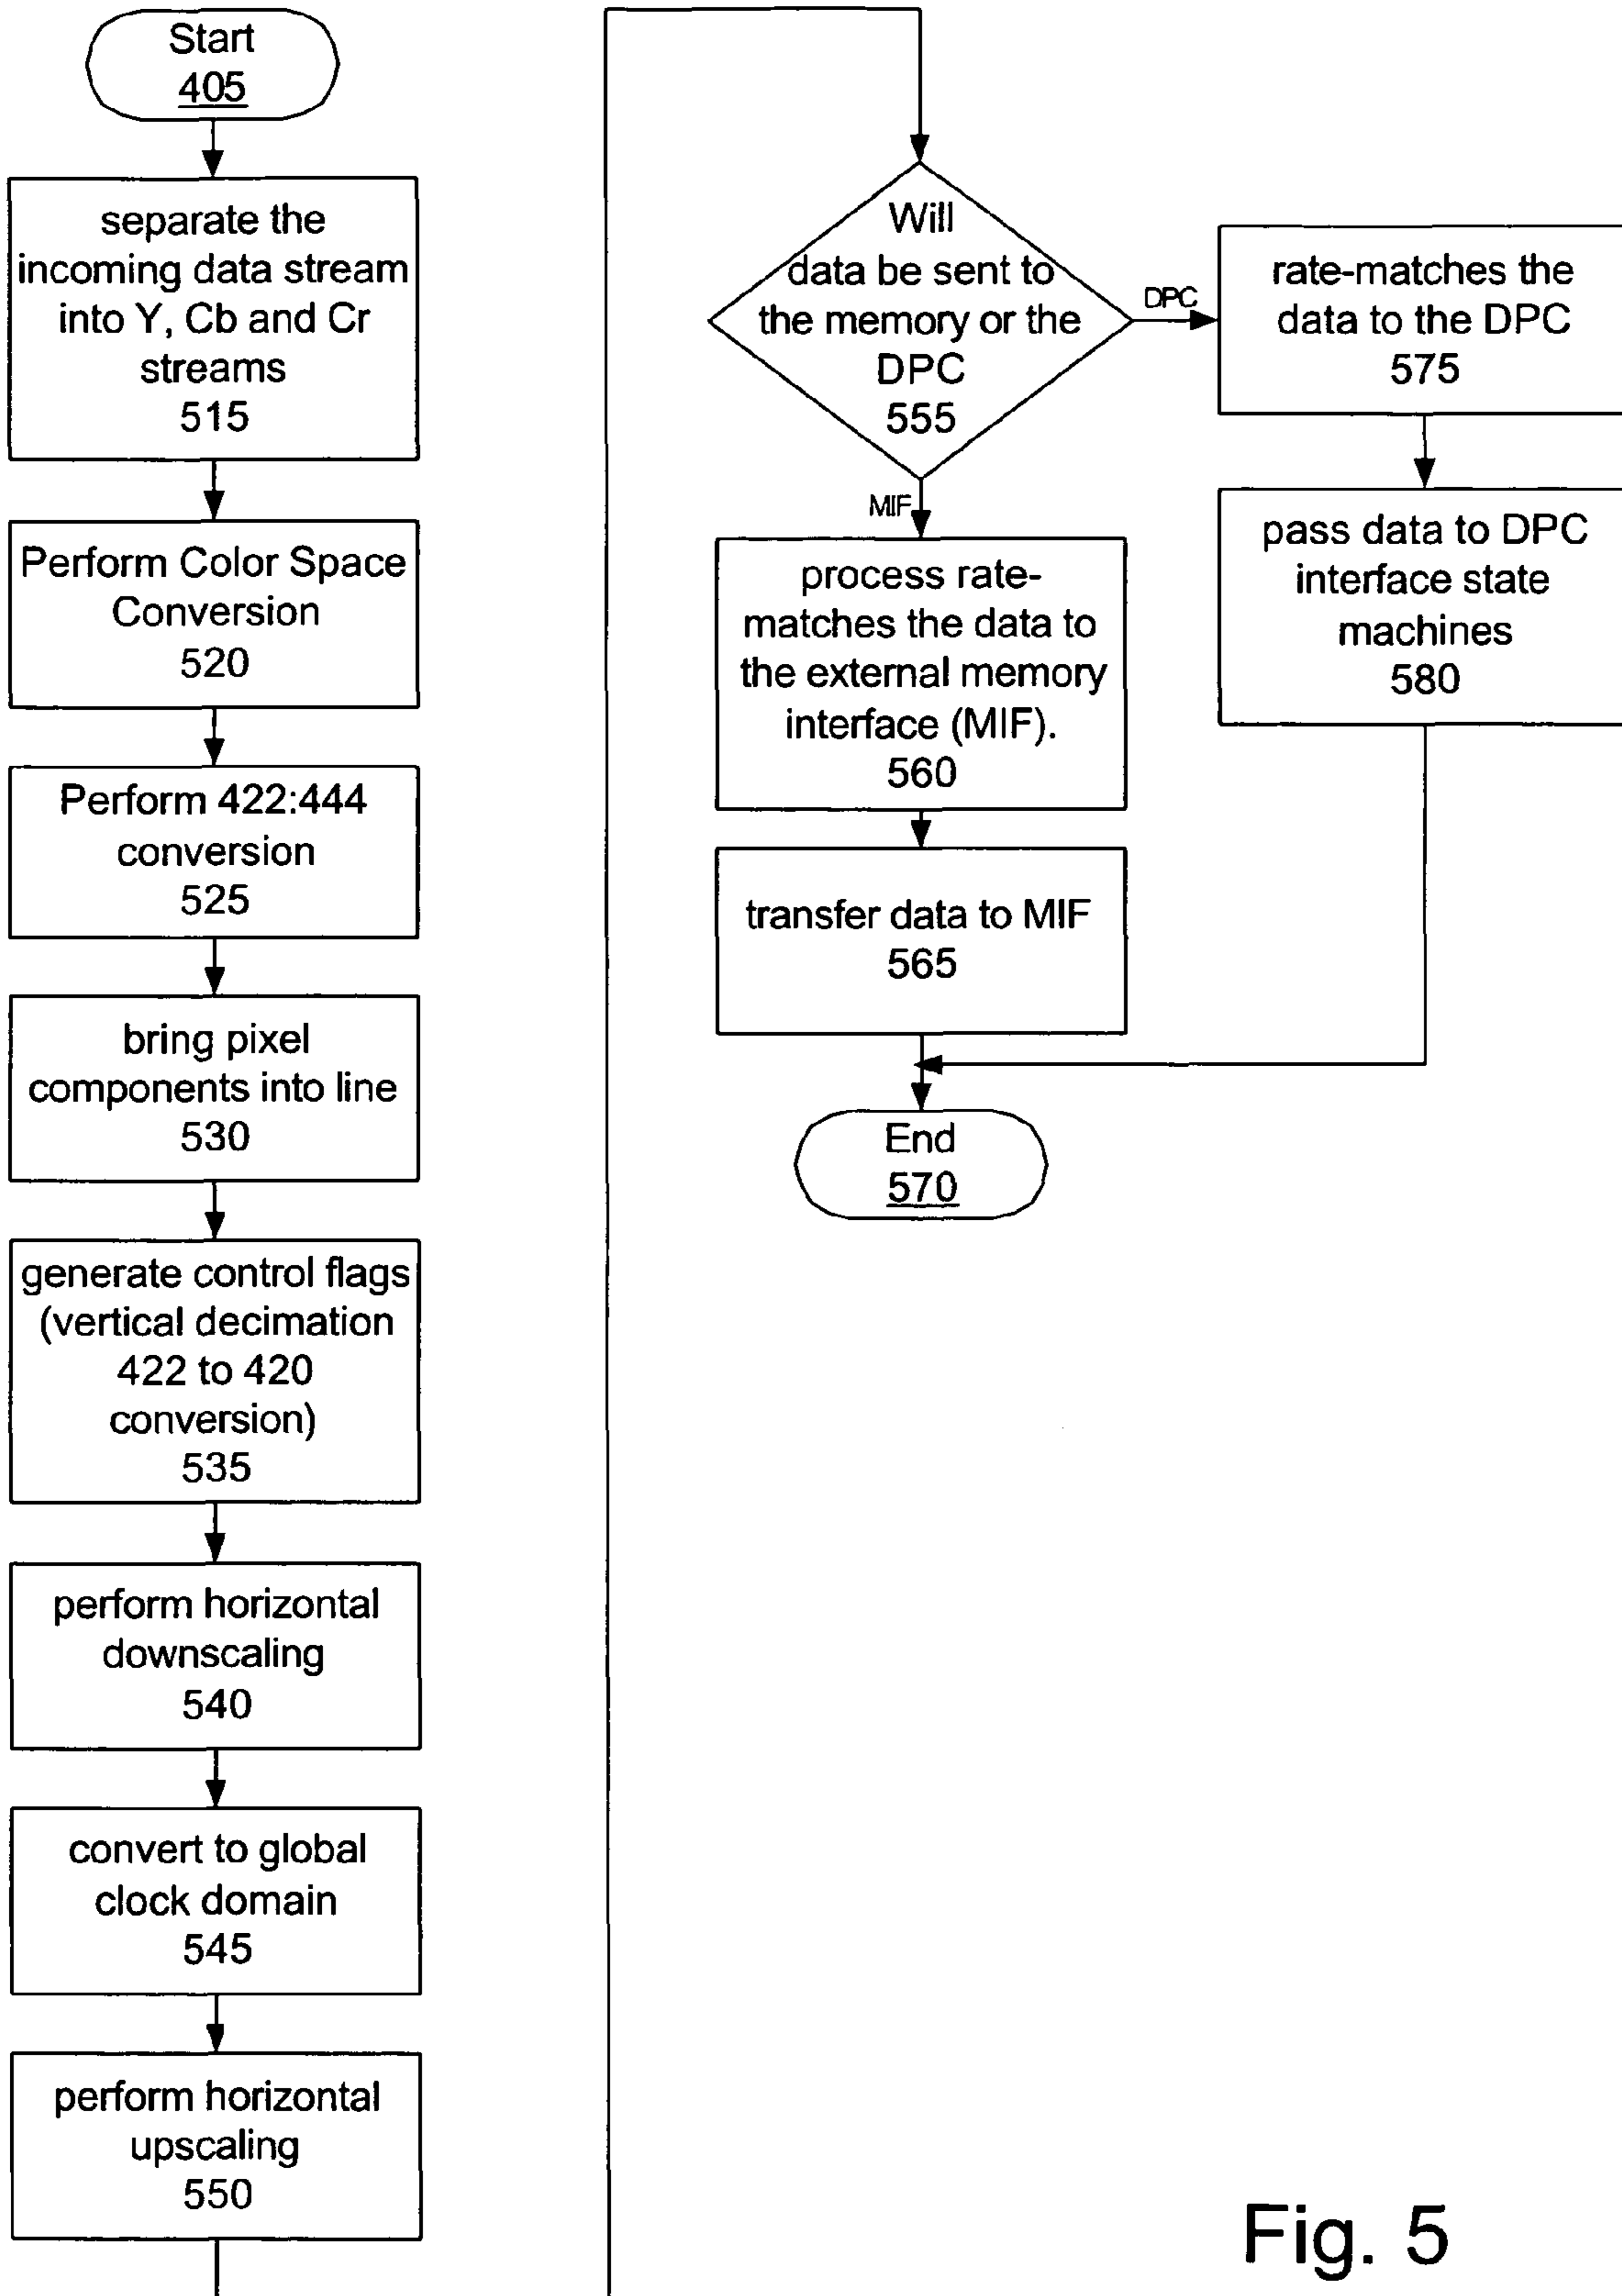 Start
405
separate the
incoming data stream
into Y, Cb and Cr
streams
515
Perform Color Space
Conversion
520
Perform 422:444
conversion
525
bring pixel
components into line
530
generate control flags
(vertical decimation
422 to 420
conversion)
535
perform horizontal
downscaling
540
convert to global
clock domain
545
perform horizontal
upscaling
550
Will
data be sent to
the memory or the
DPC
555
DPC
MIF
process rate-
matches the data to
the external memory
interface (MIF).
560
transfer data to MIF
565
End
570
rate-matches the
data to the DPC
575
pass data to DPC
interface state
machines
580
Fig. 5